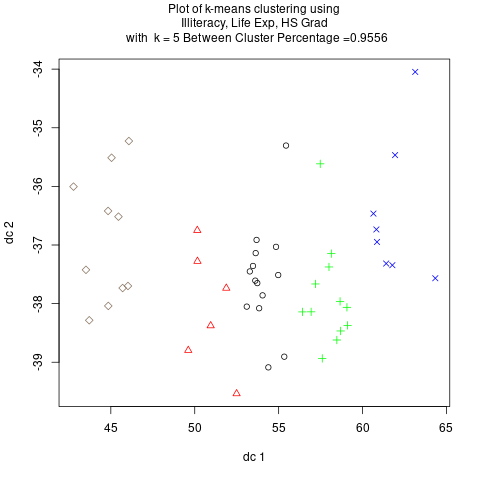 Plot of k-means clustering using
Illiteracy, Life Exp, HS Grad
with k = 5 Between Cluster Percentage =0.9556
-34
-35
-36
-37
-38
-39
dc 2
45 50 55 60 65
dc 1